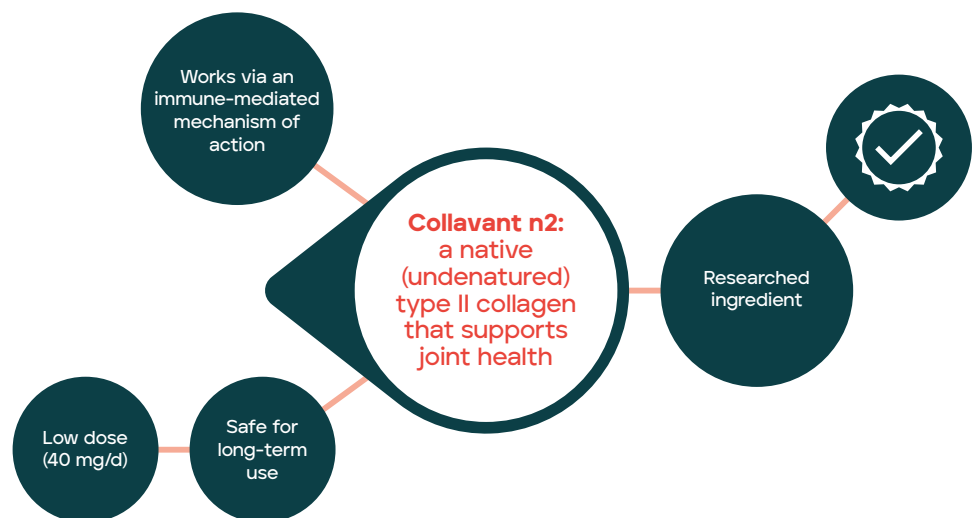 Works via an
immune-mediated
mechanism of
action
Collavant n2:
a native
(undenatured)
type II collagen
that supports
joint health
Researched
ingredient
Safe for
long-term
use
Low dose
(40 mg/d)